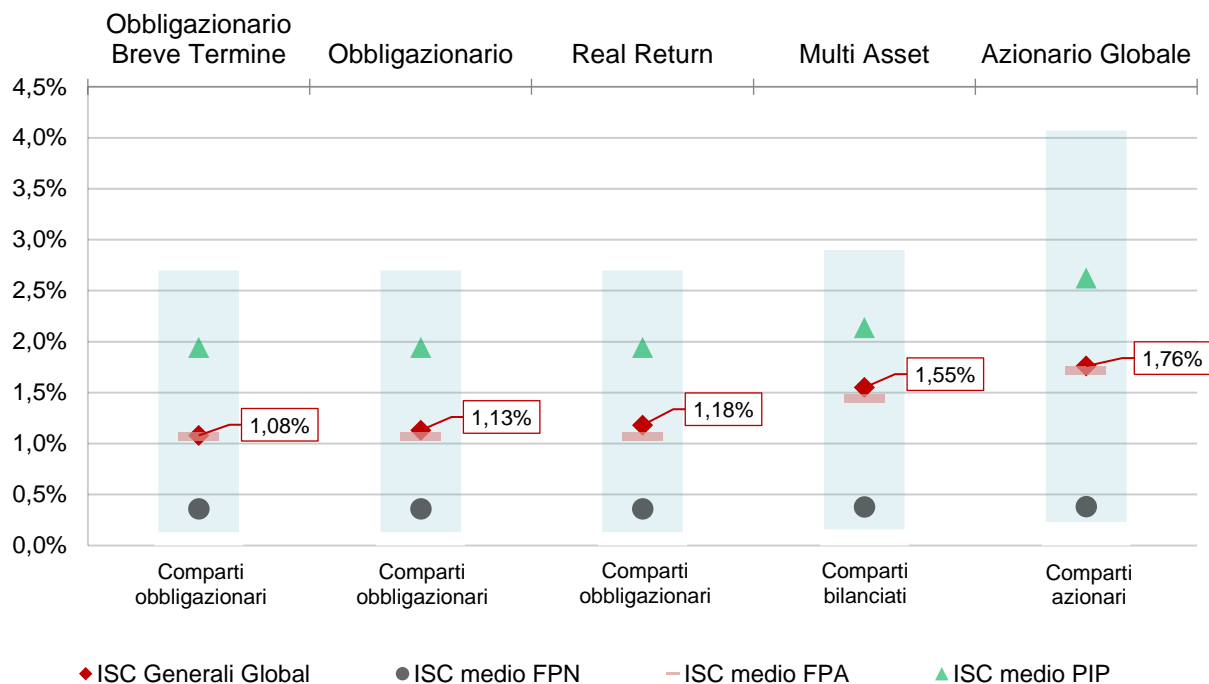 Obbligazionario
Breve Termine
Obbligazionario
Real Return
Multi Asset
Azionario Globale
4,5%
4,0%
3,5%
3,0%
2,5%
2,0%
1,5%
1,0%
0,5%
0,0%
1,08%
1,13%
1,18%
1,55%
1,76%
Comparti
obbligazionari
Comparti
obbligazionari
Comparti
obbligazionari
Comparti
bilanciati
Comparti
azionari
ISC Generali Global
ISC medio FPN
ISC medio FPA
ISC medio PIP